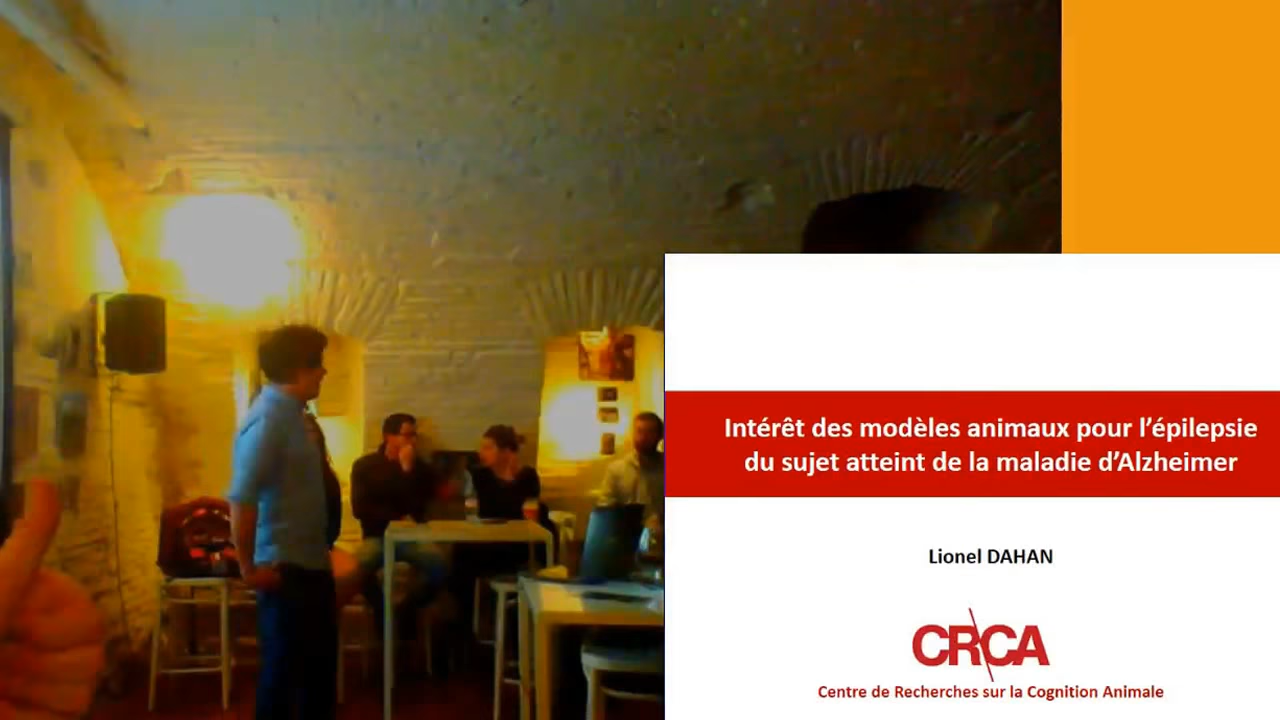 Intérêt des modèles animaux pour l'épilepsie
du sujet atteint de la maladie d'Alzheimer
Lionel DAHAN
CRCA
Centre de Recherches sur la Cognition Animale